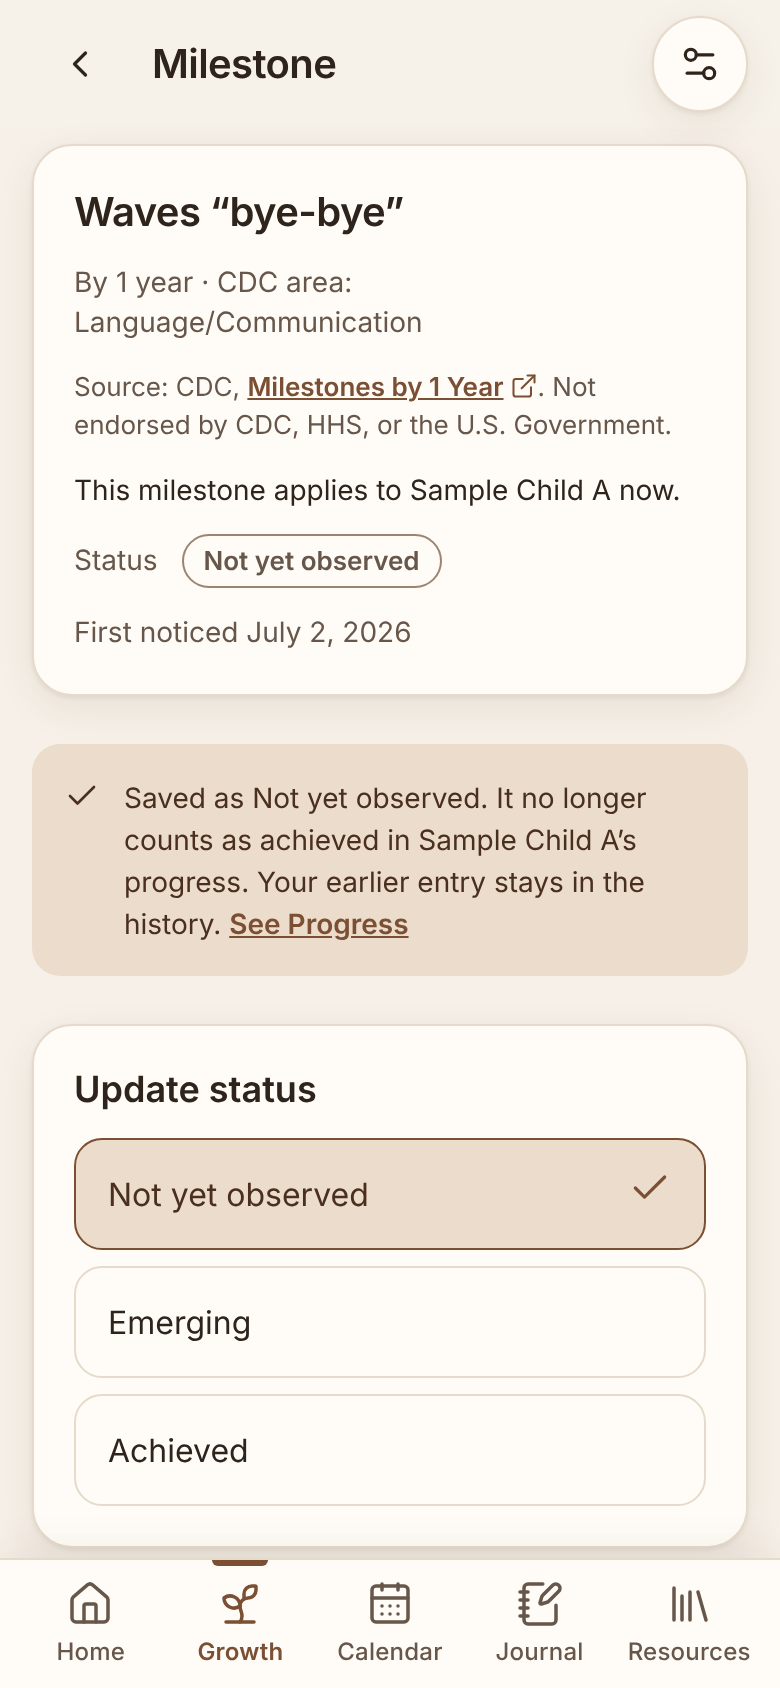 Milestone
Waves “bye-bye”
By 1 year · CDC area:
Language/Communication
Source: CDC, Milestones by 1 Year. Not
endorsed by CDC, HHS, or the U.S. Government.
This milestone applies to Sample Child A now.
Status Not yet observed
First noticed July 2, 2026
Saved as Not yet observed. It no longer
counts as achieved in Sample Child A’s
progress. Your earlier entry stays in the
history. See Progress
Update status
Not yet observed
Emerging
Achieved
Home Growth Calendar Journal Resources